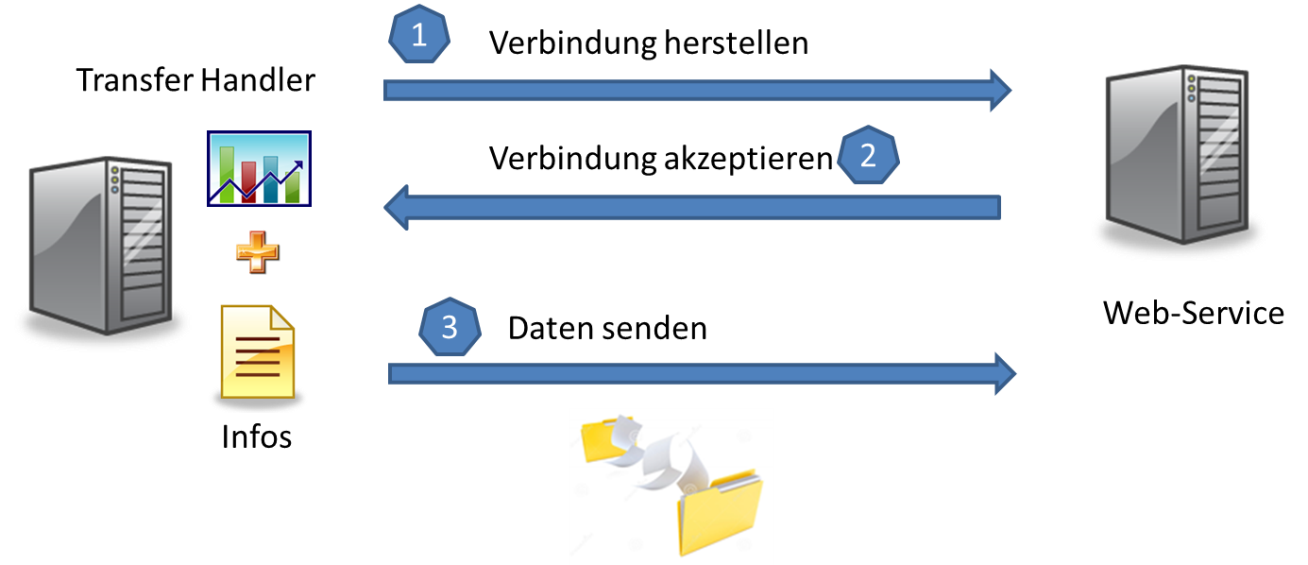 1
Verbindung herstellen
Transfer Handler
Verbindung akzeptieren
2
3
Daten senden
Web-Service
Infos